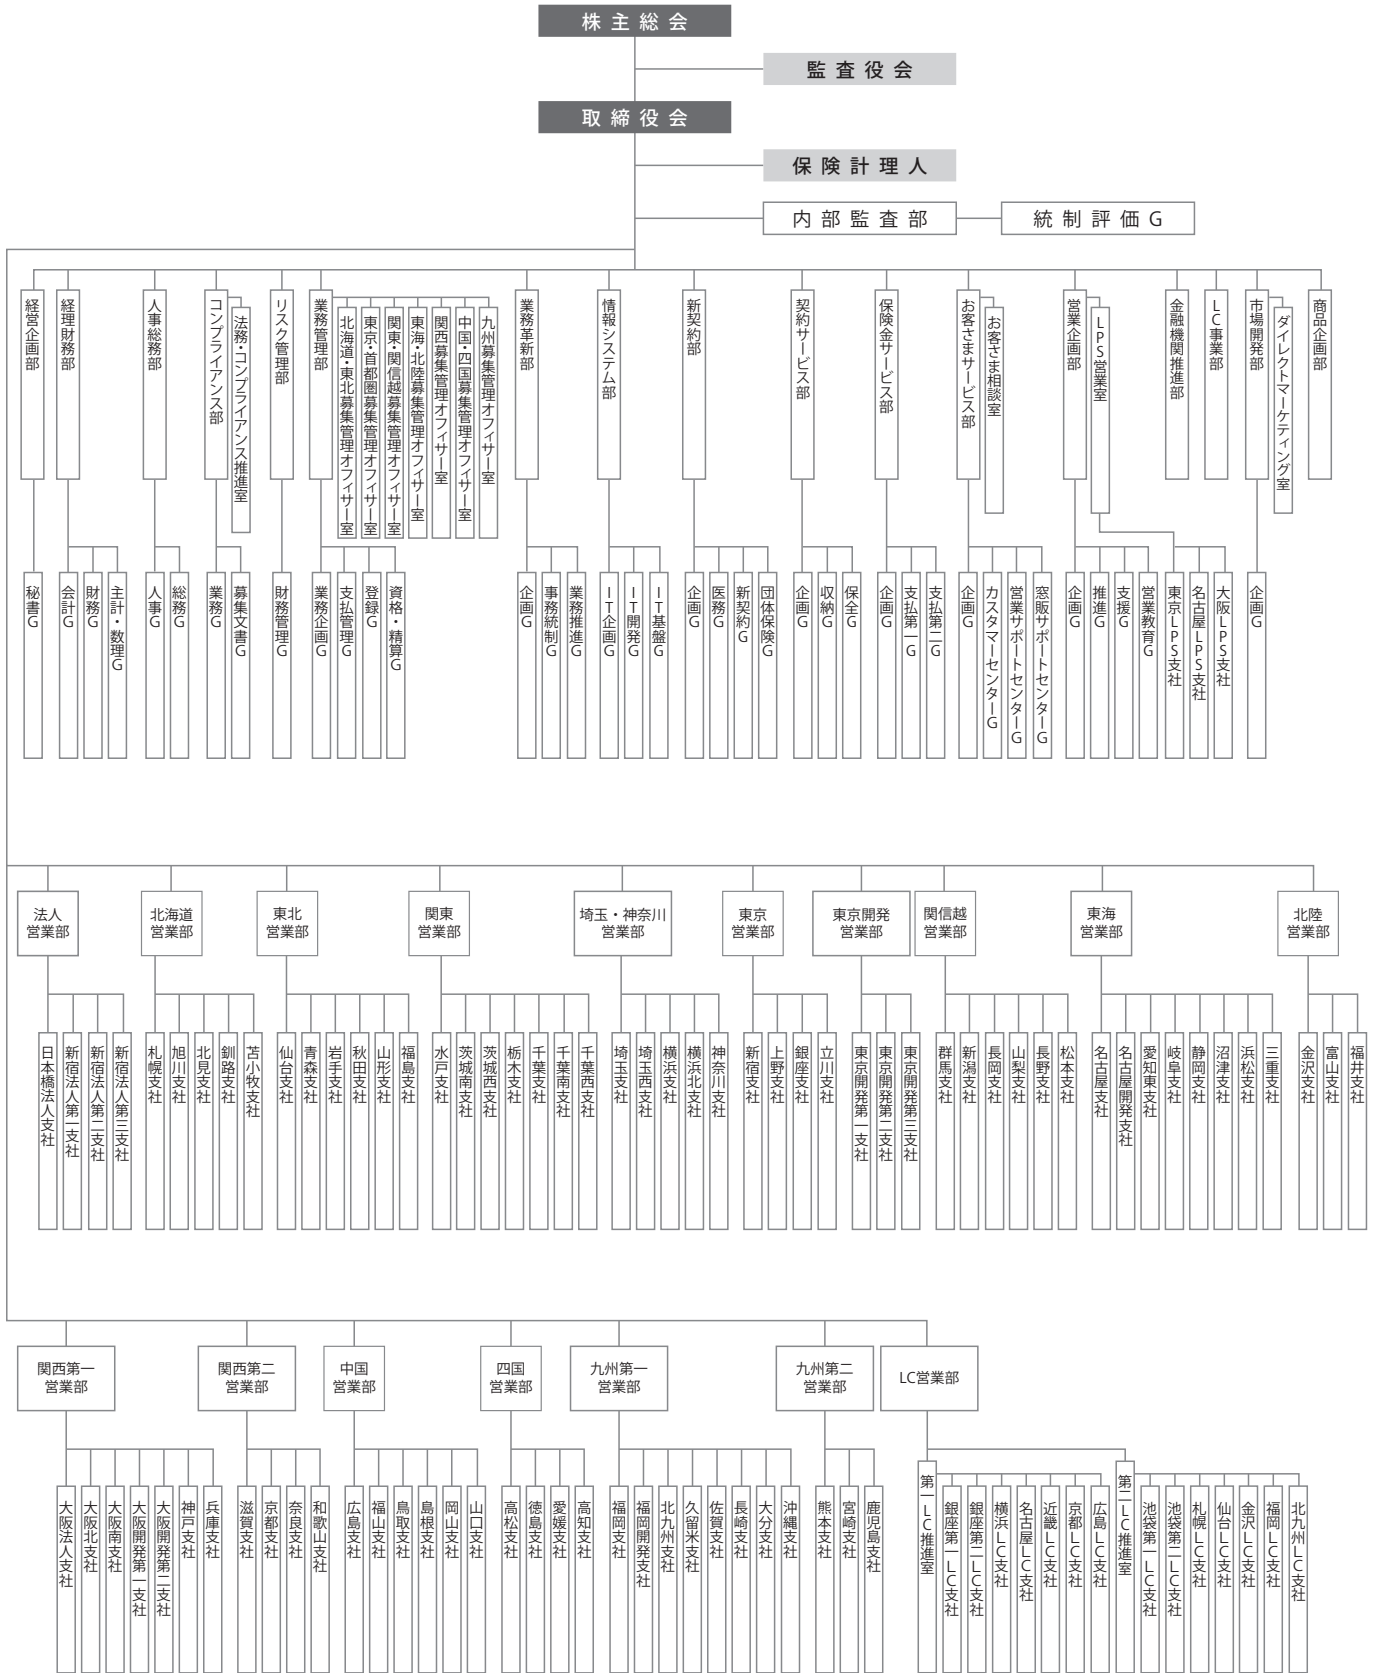 株主総会
監査役会
取締役会
保険計理人
内部監査部
統制評価G
経営企画部
経理財務部
人事総務部
コンプライアンス部
法務・コンプライアンス推進室
リスク管理部
業務管理部
北海道・東北募集管理オフィサー室
東京・首都圏募集管理オフィサー室
関東・関信越募集管理オフィサー室
東海・北陸募集管理オフィサー室
関西募集管理オフィサー室
中国・四国募集管理オフィサー室
九州募集管理オフィサー室
業務革新部
情報システム部
新契約部
契約サービス部
保険金サービス部
お客さまサービス部
お客さま相談室
営業企画部
LPS営業室
金融機関推進部
LC事業部
市場開発部
ダイレクトマーケティング室
商品企画部
秘書G
会計G
財務G
主計・数理G
人事G
総務G
業務G
募集文書G
財務管理G
業務企画G
支払管理G
登録G
資格・精算G
企画G
事務統制G
業務推進G
IT企画G
IT開発G
IT基盤G
企画G
医務G
新契約G
団体保険G
企画G
収納G
保全G
企画G
支払第一G
支払第二G
企画G
カスタマーセンターG
営業サポートセンターG
窓販サポートセンターG
企画G
推進G
支援G
営業教育G
東京LPS支社
名古屋LPS支社
大阪LPS支社
企画G
法人
営業部
北海道
営業部
東北
営業部
関東
営業部
埼玉・神奈川
営業部
東京
営業部
東京開発
営業部
関信越
営業部
東海
営業部
北陸
営業部
日本橋法人支社
新宿法人第一支社
新宿法人第二支社
新宿法人第三支社
札幌支社
旭川支社
北見支社
釧路支社
苫小牧支社
仙台支社
青森支社
岩手支社
秋田支社
山形支社
福島支社
水戸支社
茨城南支社
茨城西支社
栃木支社
千葉支社
千葉南支社
千葉西支社
埼玉支社
埼玉西支社
横浜支社
横浜北支社
神奈川支社
新宿支社
上野支社
銀座支社
立川支社
東京開発第一支社
東京開発第二支社
東京開発第三支社
群馬支社
新潟支社
長岡支社
山梨支社
長野支社
松本支社
名古屋支社
名古屋開発支社
愛知東支社
岐阜支社
静岡支社
沼津支社
浜松支社
三重支社
金沢支社
富山支社
福井支社
関西第一
営業部
関西第二
営業部
中国
営業部
四国
営業部
九州第一
営業部
九州第二
営業部
LC営業部
大阪法人支社
大阪北支社
大阪南支社
大阪開発第一支社
大阪開発第二支社
神戸支社
兵庫支社
滋賀支社
京都支社
奈良支社
和歌山支社
広島支社
福山支社
鳥取支社
島根支社
岡山支社
山口支社
高松支社
徳島支社
愛媛支社
高知支社
福岡支社
福岡開発支社
北九州支社
久留米支社
佐賀支社
長崎支社
大分支社
沖縄支社
熊本支社
宮崎支社
鹿児島支社
第一LC推進室
銀座第一LC支社
銀座第二LC支社
横浜LC支社
名古屋LC支社
近畿LC支社
京都LC支社
広島LC支社
第二LC推進室
池袋第一LC支社
池袋第二LC支社
札幌LC支社
仙台LC支社
金沢LC支社
福岡LC支社
北九州LC支社